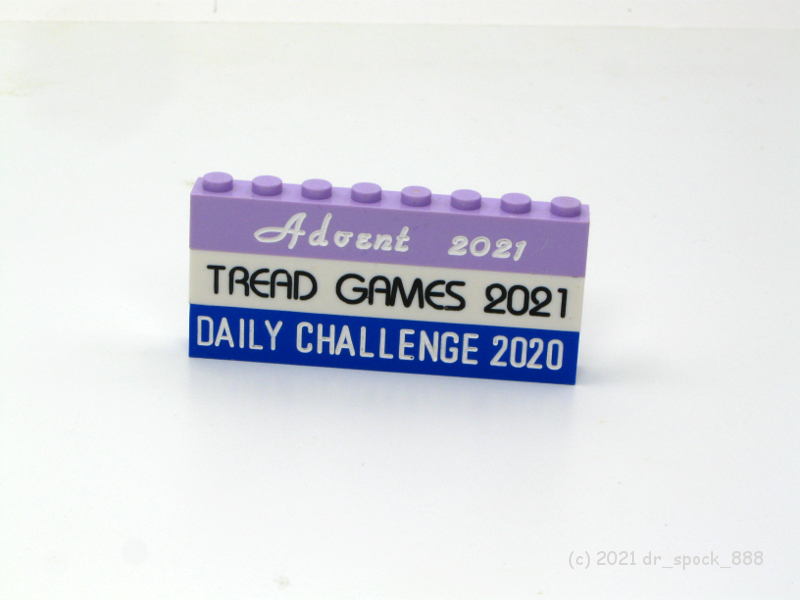 Advent 2021
TREAD GAMES 2021
DAILY CHALLENGE 2020
(c) 2021 dr_spock_888